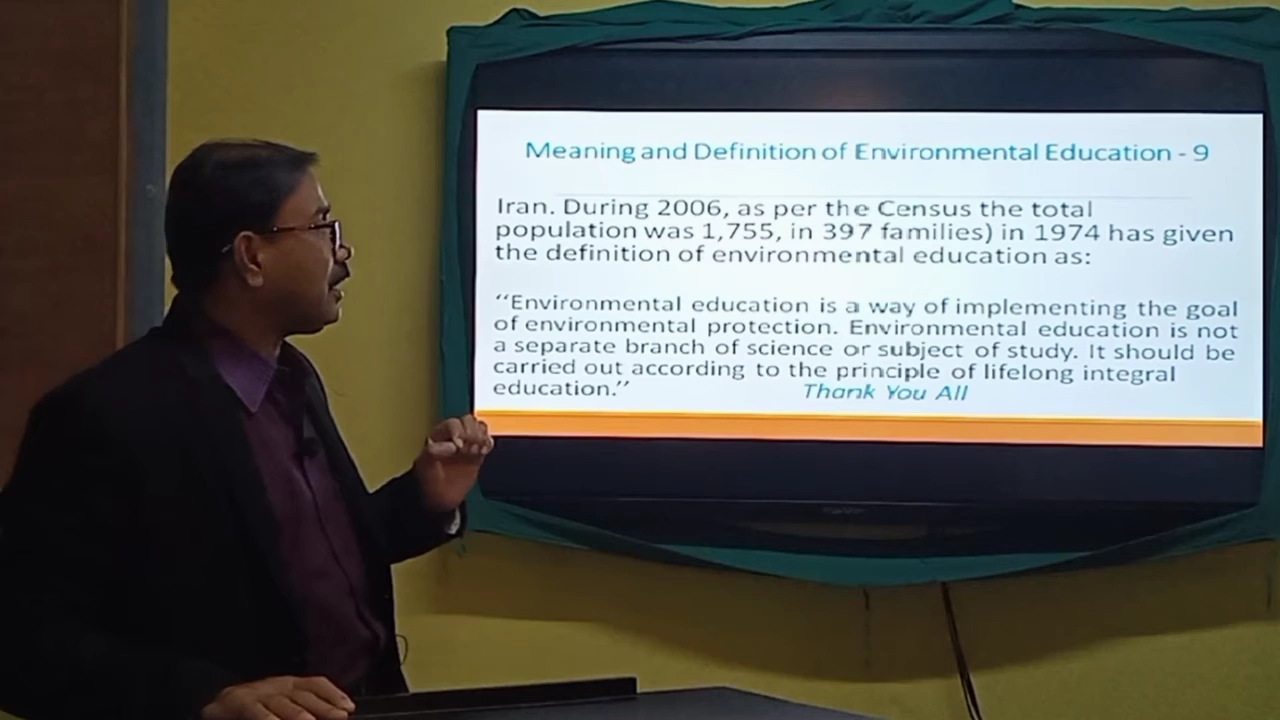 Meaning and Definition of Environmental Education - 9
Iran. During 2006, as per the Census the total
population was 1,755, in 397 families) in 1974 has given
the definition of environmental education as:
‘‘Environmental education is a way of implementing the goal
of environmental protection. Environmental education is not
a separate branch of science or subject of study. It should be
carried out according to the principle of lifelong integral
education.’’ Thank You All